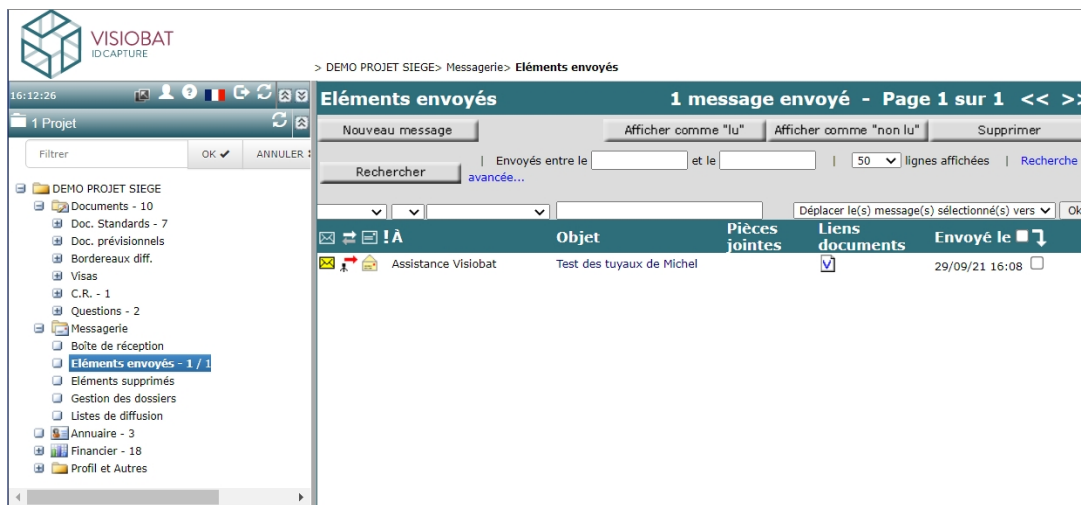 VISIOBAT
IDCAPTURE
> DEMO PROJET SIEGE> Messagerie> Eléments envoyés
16:12:26
1 Projet
Filtrer OK ANNULER
DEMO PROJET SIEGE
Documents - 10
Doc. Standards - 7
Doc. prévisionnels
Bordereaux diff.
Visas
C.R. - 1
Questions - 2
Messagerie
Boîte de réception
Eléments envoyés - 1 / 1
Eléments supprimés
Gestion des dossiers
Listes de diffusion
Annuaire - 3
Financier - 18
Profil et Autres
Eléments envoyés 1 message envoyé - Page 1 sur 1 << >>
Nouveau message Afficher comme "lu" Afficher comme "non lu" Supprimer
Rechercher | Envoyés entre le et le | 50 lignes affichées | Recherche
avancée...
Déplacer le(s) message(s) sélectionné(s) vers Ok
! À Objet Pièces jointes Liens documents Envoyé le
Assistance Visiobat Test des tuyaux de Michel 29/09/21 16:08